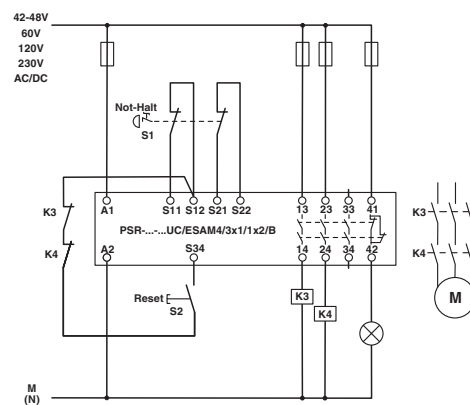 42-48V
60V
120V
230V
AC/DC
Not-Halt
S1
A1 S11 S12 S21 S22 13 23 33 41
K3
K4
PSR-...-...UC/ESAM4/3x1/1x2/B
A2 S34 14 24 34 42
K3
K4
Reset
S2
K3
K4
M
M
(N)